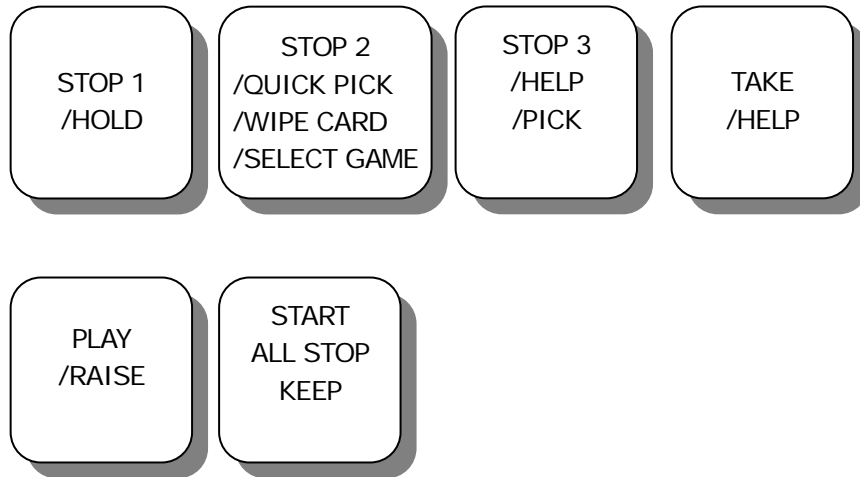 STOP 1
/HOLD
STOP 2
/QUICK PICK
/WIPE CARD
/SELECT GAME
STOP 3
/HELP
/PICK
TAKE
/HELP
PLAY
/RAISE
START
ALL STOP
KEEP